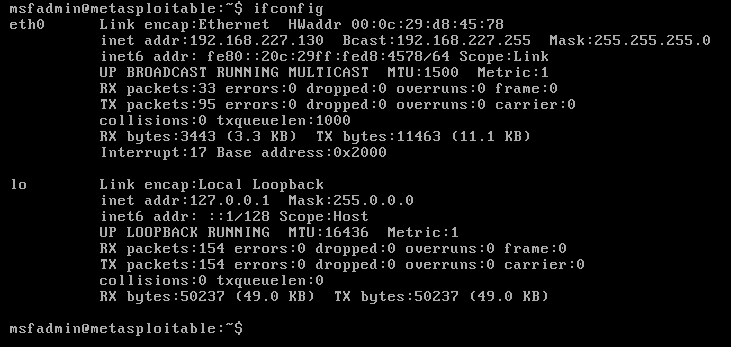 msfadmin@metasploitable:~$ ifconfig
eth0      Link encap:Ethernet  HWaddr 00:0c:29:d8:45:78
          inet addr:192.168.227.130  Bcast:192.168.227.255  Mask:255.255.255.0
          inet6 addr: fe80::20c:29ff:fed8:4578/64 Scope:Link
          UP BROADCAST RUNNING MULTICAST  MTU:1500  Metric:1
          RX packets:33 errors:0 dropped:0 overruns:0 frame:0
          TX packets:95 errors:0 dropped:0 overruns:0 carrier:0
          collisions:0 txqueuelen:1000
          RX bytes:3443 (3.3 KB)  TX bytes:11463 (11.1 KB)
          Interrupt:17 Base address:0x2000

lo        Link encap:Local Loopback
          inet addr:127.0.0.1  Mask:255.0.0.0
          inet6 addr: ::1/128 Scope:Host
          UP LOOPBACK RUNNING  MTU:16436  Metric:1
          RX packets:154 errors:0 dropped:0 overruns:0 frame:0
          TX packets:154 errors:0 dropped:0 overruns:0 carrier:0
          collisions:0 txqueuelen:0
          RX bytes:50237 (49.0 KB)  TX bytes:50237 (49.0 KB)

msfadmin@metasploitable:~$